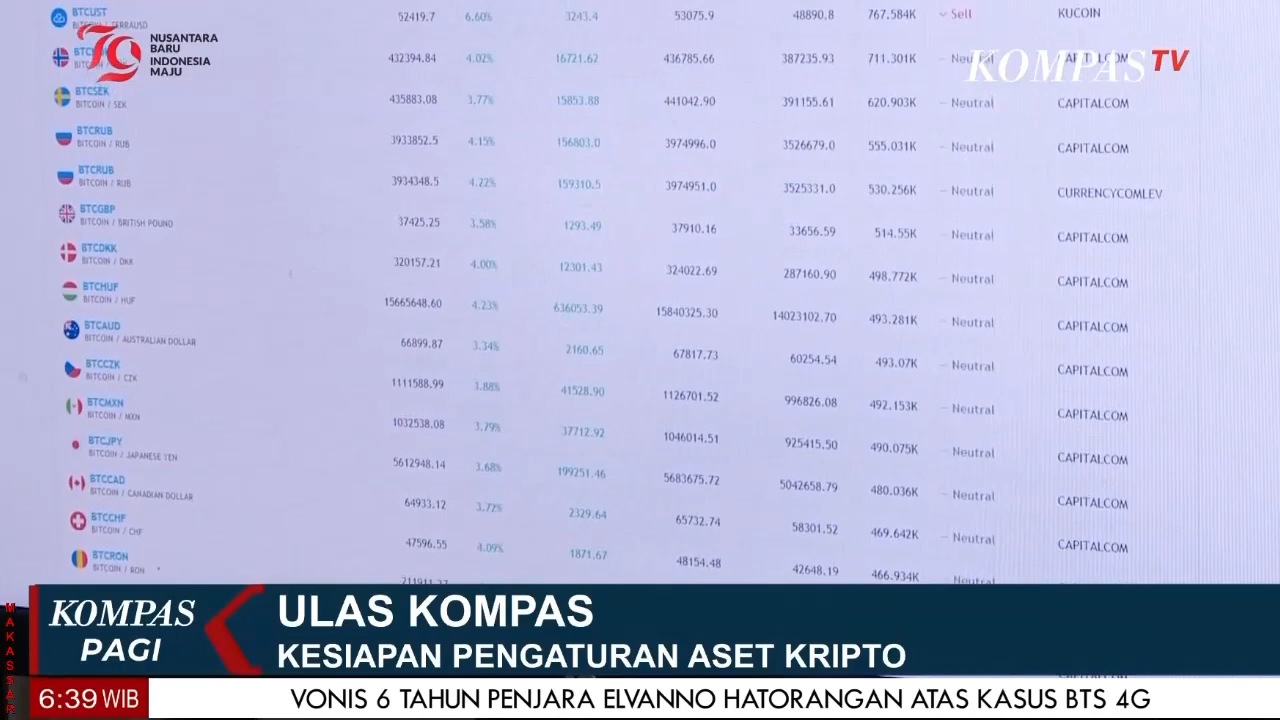 BTCUST 52419.7 6.60% 3243.4 53075.9 48890.8 767.584K Sell KUCOIN
BITCOIN / TERRAUSD
79 NUSANTARA
BARU
INDONESIA
MAJU
432394.84 4.02% 16721.62 436785.66 387235.93 711.301K Neutral CAPITALCOM
KOMPAS TV
BTCSEK 435883.08 3.77% 15853.88 441042.90 391155.61 620.903K Neutral CAPITALCOM
BITCOIN / SEK
BTCRUB 3933852.5 4.15% 156803.0 3974996.0 3526679.0 555.031K Neutral CAPITALCOM
BITCOIN / RUB
BTCRUB 3934348.5 4.22% 159310.5 3974951.0 3525331.0 530.256K Neutral CURRENCYCOMLEV
BITCOIN / RUB
BTCGBP 37425.25 3.58% 1293.49 37910.16 33656.59 514.55K Neutral CAPITALCOM
BITCOIN / BRITISH POUND
BTCDKK 320157.21 4.00% 12301.43 324022.69 287160.90 498.772K Neutral CAPITALCOM
BITCOIN / DKK
BTCHUF 15665648.60 4.23% 636053.39 15840325.30 14023102.70 493.281K Neutral CAPITALCOM
BITCOIN / HUF
BTCAUD 66899.87 3.34% 2160.65 67817.73 60254.54 493.07K Neutral CAPITALCOM
BITCOIN / AUSTRALIAN DOLLAR
BTCCZK 1111588.99 3.88% 41528.90 1126701.52 996826.08 492.153K Neutral CAPITALCOM
BITCOIN / CZK
BTCMXN 1032538.08 3.79% 37712.92 1046014.51 925415.50 490.075K Neutral CAPITALCOM
BITCOIN / MXN
BTCJPY 5612948.14 3.68% 199251.46 5683675.72 5042658.79 480.036K Neutral CAPITALCOM
BITCOIN / JAPANESE YEN
BTCCAD 64933.12 3.72% 2329.64 65732.74 58301.52 469.642K Neutral CAPITALCOM
BITCOIN / CANADIAN DOLLAR
BTCCHF 47596.55 4.09% 1871.67 48154.48 42648.19 466.934K Neutral
BITCOIN / CHF
BTCRON
BITCOIN / RON
KOMPAS
PAGI
ULAS KOMPAS
KESIAPAN PENGATURAN ASET KRIPTO
MAKASSAR
6:39 WIB VONIS 6 TAHUN PENJARA ELVANNO HATORANGAN ATAS KASUS BTS 4G